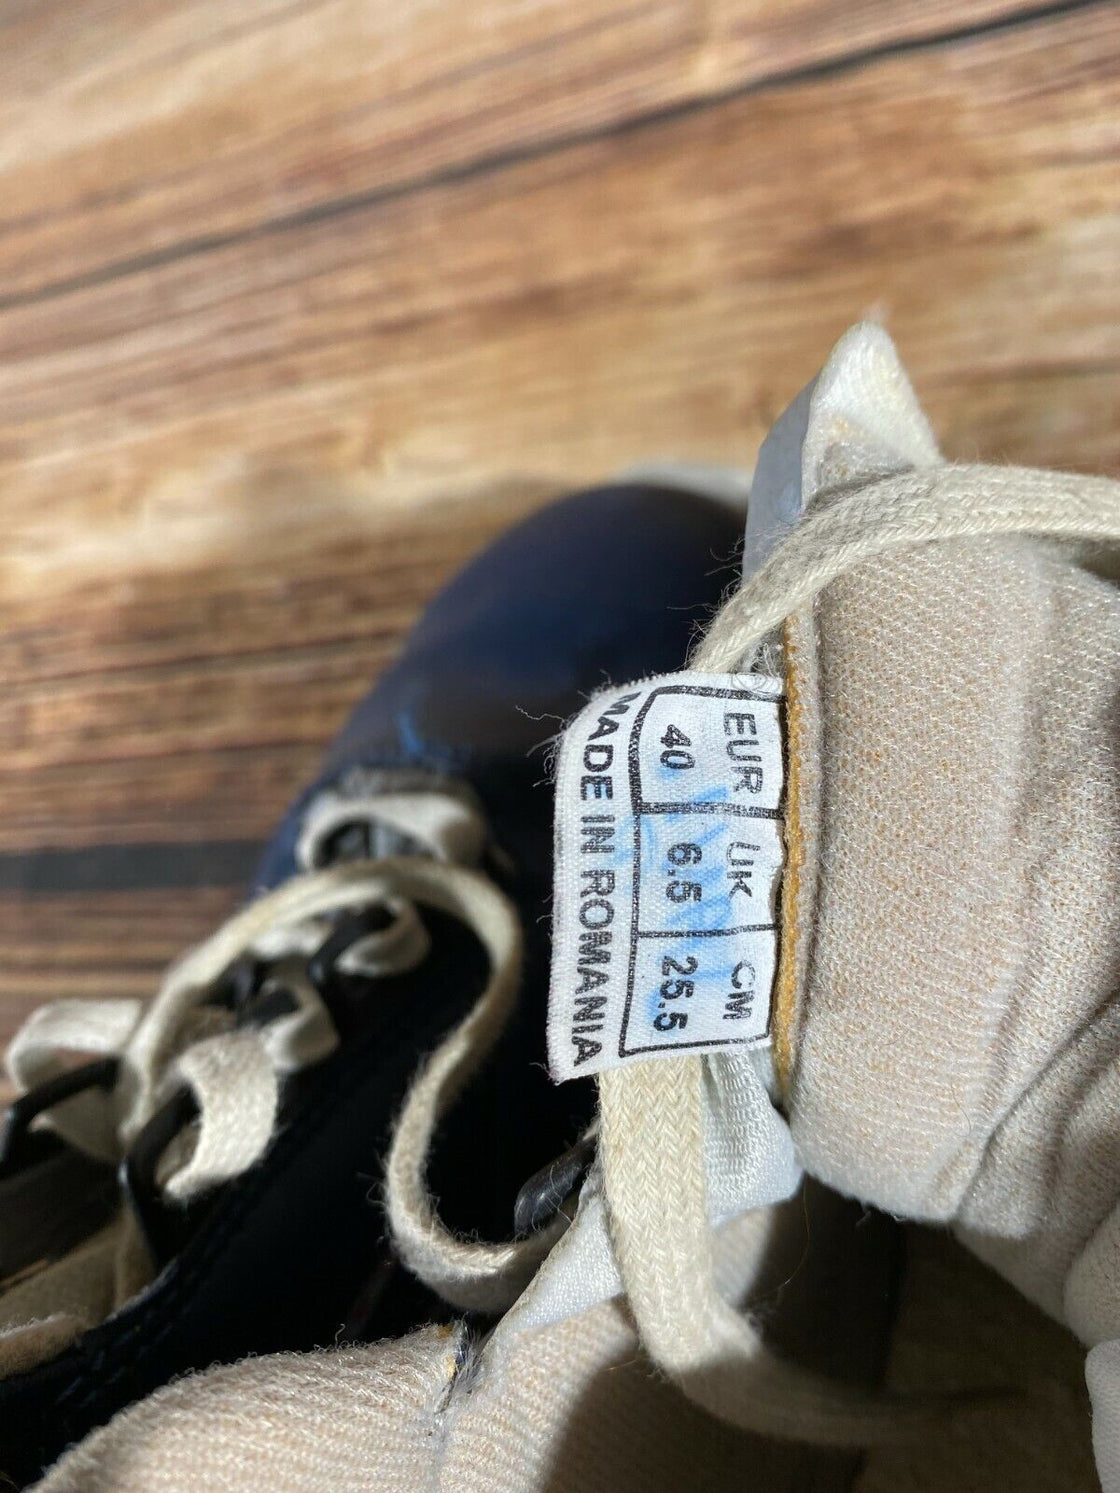 EUR UK CM
40 6.5 25.5
MADE IN ROMANIA